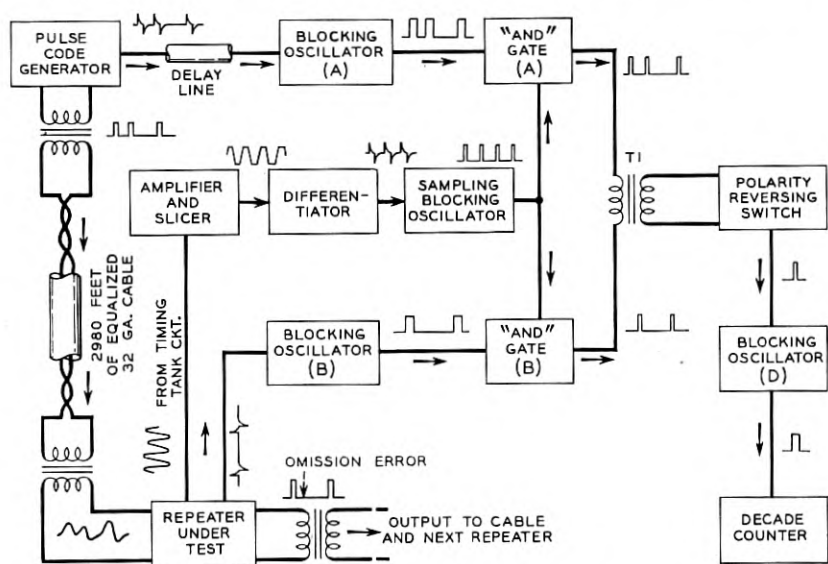 PULSE
CODE
GENERATOR
DELAY
LINE
BLOCKING
OSCILLATOR
(A)
"AND"
GATE
(A)
AMPLIFIER
AND
SLICER
DIFFEREN-
TIATOR
SAMPLING
BLOCKING
OSCILLATOR
T1
POLARITY
REVERSING
SWITCH
2980 FEET
OF EQUALIZED
32 GA. CABLE
FROM TIMING
TANK CKT.
BLOCKING
OSCILLATOR
(B)
"AND"
GATE
(B)
BLOCKING
OSCILLATOR
(D)
OMISSION ERROR
REPEATER
UNDER
TEST
OUTPUT TO CABLE
AND NEXT REPEATER
DECADE
COUNTER